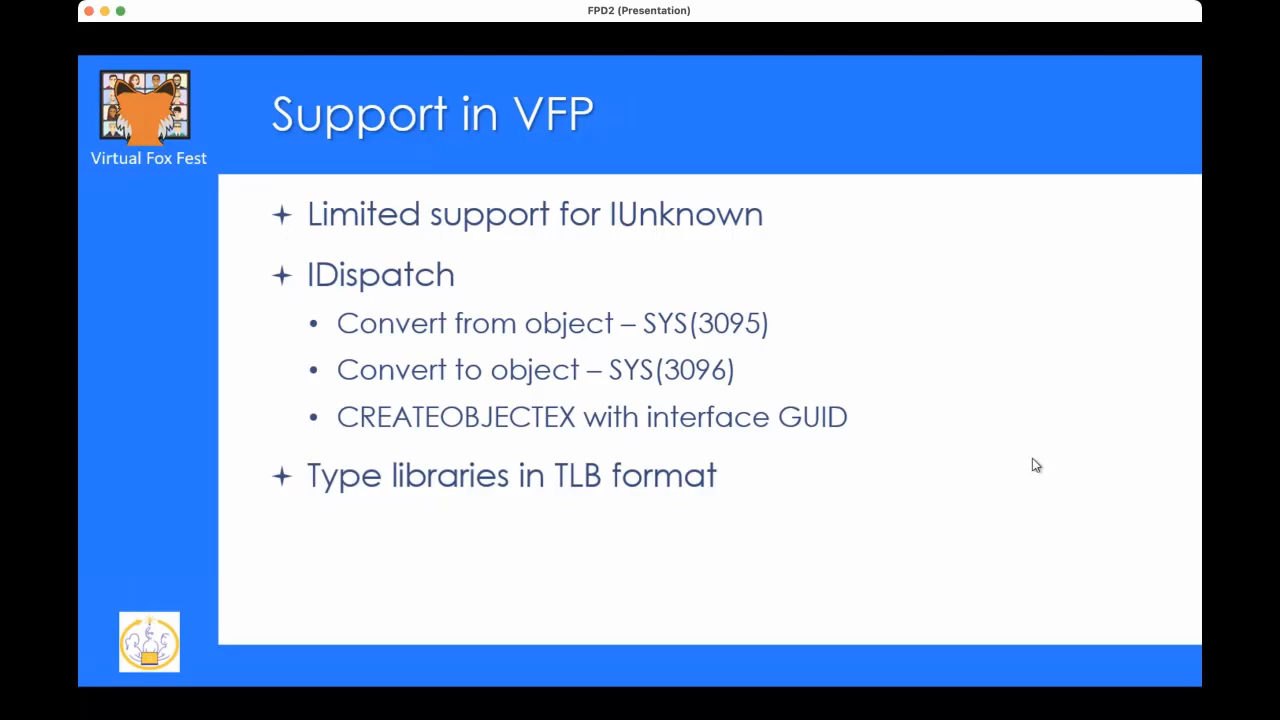 FPD2 (Presentation)
Support in VFP
Virtual Fox Fest
Limited support for IUnknown
IDispatch
• Convert from object – SYS(3095)
• Convert to object – SYS(3096)
• CREATEOBJECTEX with interface GUID
Type libraries in TLB format